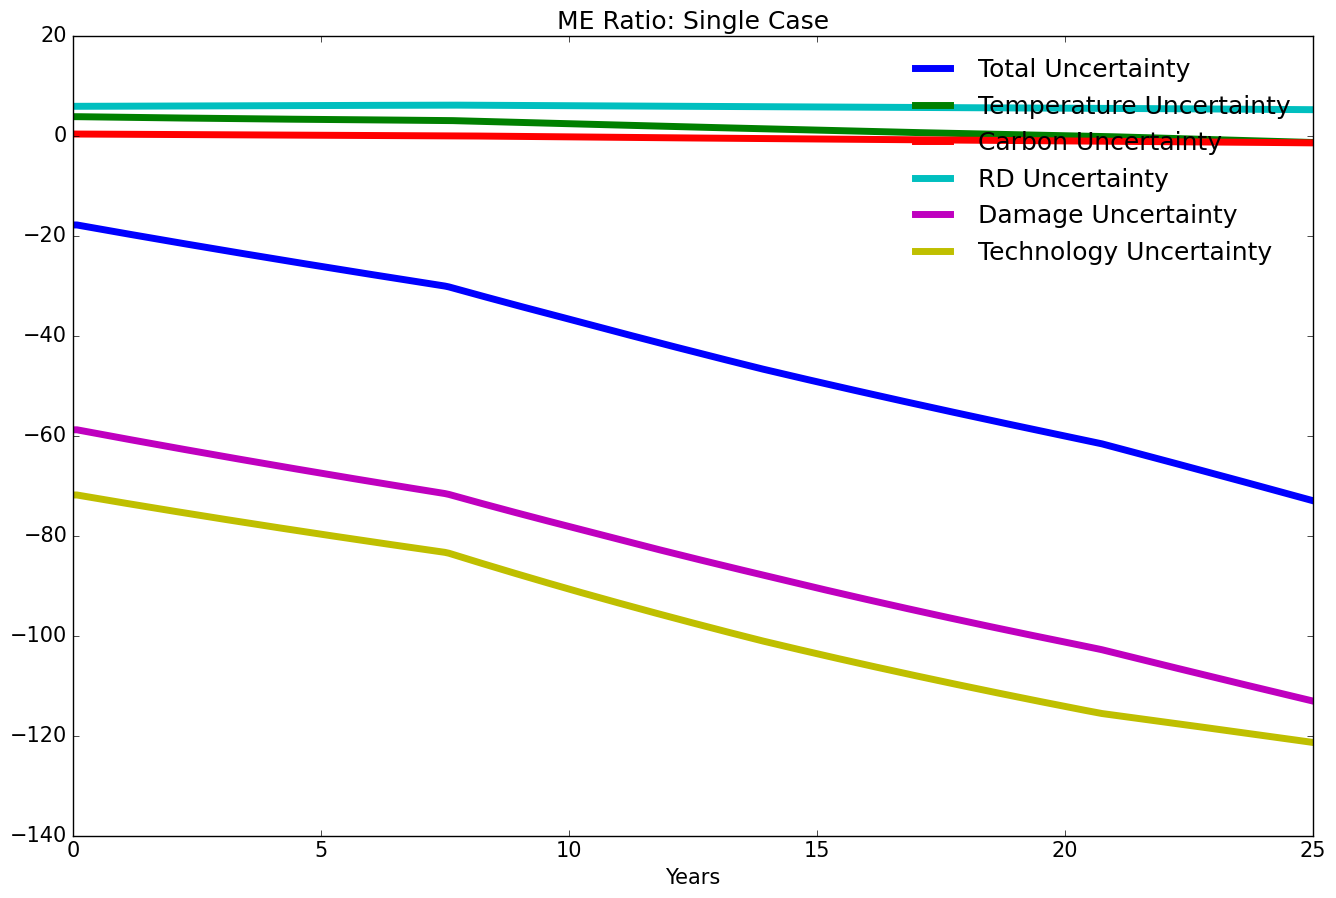 ME Ratio: Single Case
20
0
−20
−40
−60
−80
−100
−120
−140
Total Uncertainty
Temperature Uncertainty
Carbon Uncertainty
RD Uncertainty
Damage Uncertainty
Technology Uncertainty
0 5 10 15 20 25
Years